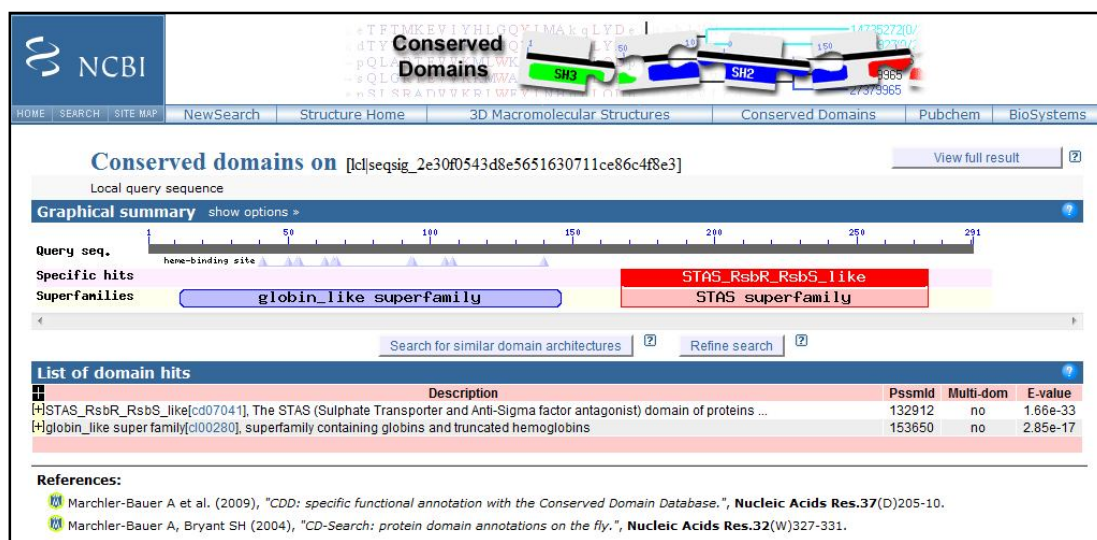 NCBI
Conserved
Domains
SH3
SH2
HOME SEARCH SITE MAP NewSearch Structure Home 3D Macromolecular Structures Conserved Domains Pubchem BioSystems
Conserved domains on [lcl|seqsig_2e30f0543d8e5651630711ce86c4f8e3]
View full result ?
Local query sequence
Graphical summary show options » ?
1 50 100 150 200 250 291
Query seq.
heme-binding site
Specific hits
STAS_RsbR_RsbS_like
Superfamilies
globin_like superfamily
STAS superfamily
Search for similar domain architectures ? Refine search ?
List of domain hits ?
Description PssmId Multi-dom E-value
[+]STAS_RsbR_RsbS_like[cd07041], The STAS (Sulphate Transporter and Anti-Sigma factor antagonist) domain of proteins ... 132912 no 1.66e-33
[+]globin_like super family[cl00280], superfamily containing globins and truncated hemoglobins 153650 no 2.85e-17
References:
Marchler-Bauer A et al. (2009), "CDD: specific functional annotation with the Conserved Domain Database.", Nucleic Acids Res.37(D)205-10.
Marchler-Bauer A, Bryant SH (2004), "CD-Search: protein domain annotations on the fly.", Nucleic Acids Res.32(W)327-331.